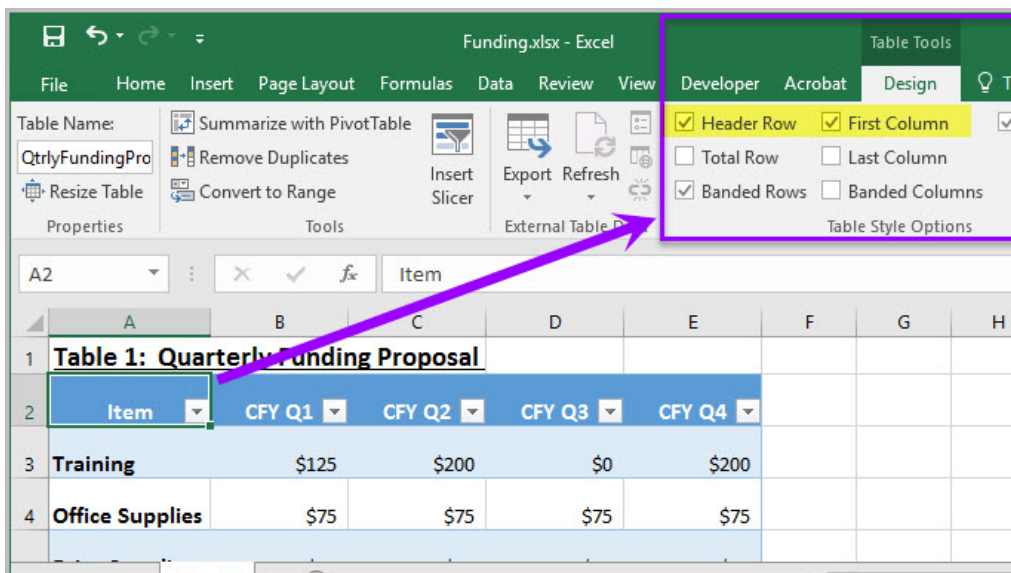 Funding.xlsx - Excel
Table Tools
File Home Insert Page Layout Formulas Data Review View Developer Acrobat Design
Table Name:
QtrlyFundingPro
Resize Table
Properties
Summarize with PivotTable
Remove Duplicates
Convert to Range
Tools
Insert
Slicer
Export Refresh
External Table
Header Row First Column
Total Row Last Column
Banded Rows Banded Columns
Table Style Options
A2 fx Item
A B C D E F G H
1 Table 1: Quarterly Funding Proposal
2 Item CFY Q1 CFY Q2 CFY Q3 CFY Q4
3 Training $125 $200 $0 $200
4 Office Supplies $75 $75 $75 $75